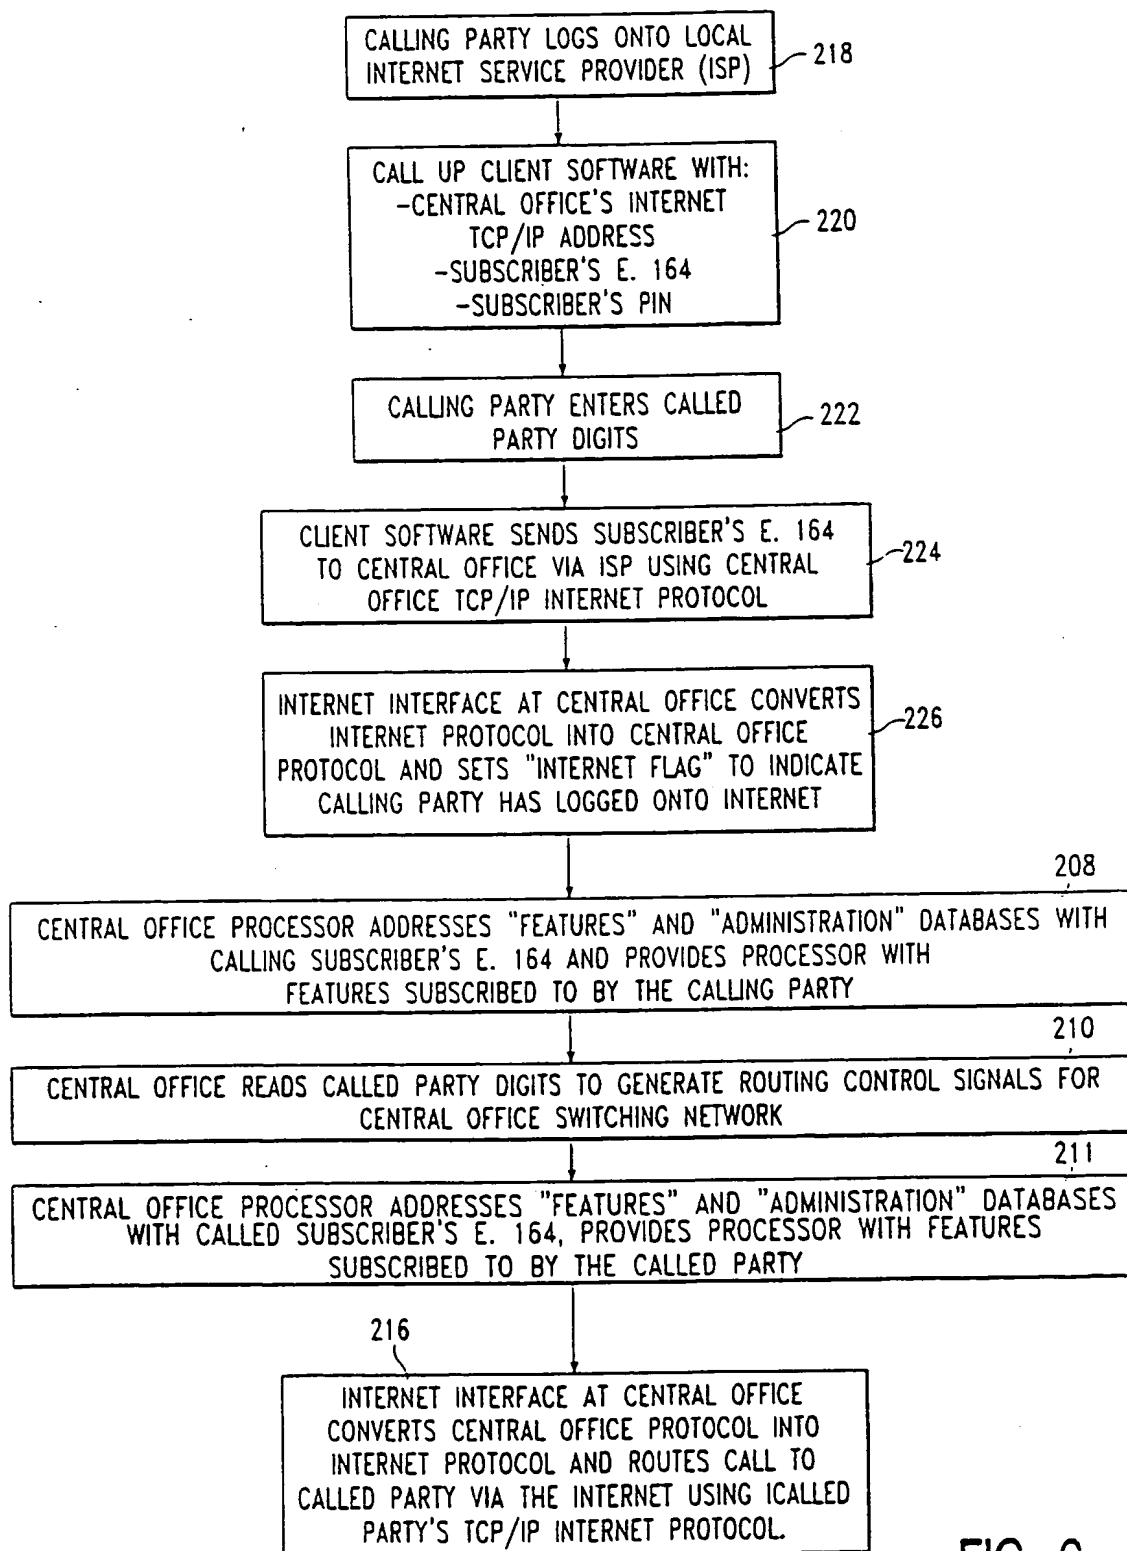 CALLING PARTY LOGS ONTO LOCAL
INTERNET SERVICE PROVIDER (ISP)
218
CALL UP CLIENT SOFTWARE WITH:
-CENTRAL OFFICE'S INTERNET
TCP/IP ADDRESS
-SUBSCRIBER'S E. 164
-SUBSCRIBER'S PIN
220
CALLING PARTY ENTERS CALLED
PARTY DIGITS
222
CLIENT SOFTWARE SENDS SUBSCRIBER'S E. 164
TO CENTRAL OFFICE VIA ISP USING CENTRAL
OFFICE TCP/IP INTERNET PROTOCOL
224
INTERNET INTERFACE AT CENTRAL OFFICE CONVERTS
INTERNET PROTOCOL INTO CENTRAL OFFICE
PROTOCOL AND SETS "INTERNET FLAG" TO INDICATE
CALLING PARTY HAS LOGGED ONTO INTERNET
226
208
CENTRAL OFFICE PROCESSOR ADDRESSES "FEATURES" AND "ADMINISTRATION" DATABASES WITH
CALLING SUBSCRIBER'S E. 164 AND PROVIDES PROCESSOR WITH
FEATURES SUBSCRIBED TO BY THE CALLING PARTY
210
CENTRAL OFFICE READS CALLED PARTY DIGITS TO GENERATE ROUTING CONTROL SIGNALS FOR
CENTRAL OFFICE SWITCHING NETWORK
211
CENTRAL OFFICE PROCESSOR ADDRESSES "FEATURES" AND "ADMINISTRATION" DATABASES
WITH CALLED SUBSCRIBER'S E. 164, PROVIDES PROCESSOR WITH FEATURES
SUBSCRIBED TO BY THE CALLED PARTY
216
INTERNET INTERFACE AT CENTRAL OFFICE
CONVERTS CENTRAL OFFICE PROTOCOL INTO
INTERNET PROTOCOL AND ROUTES CALL TO
CALLED PARTY VIA THE INTERNET USING ICALLED
PARTY'S TCP/IP INTERNET PROTOCOL.
FIG.